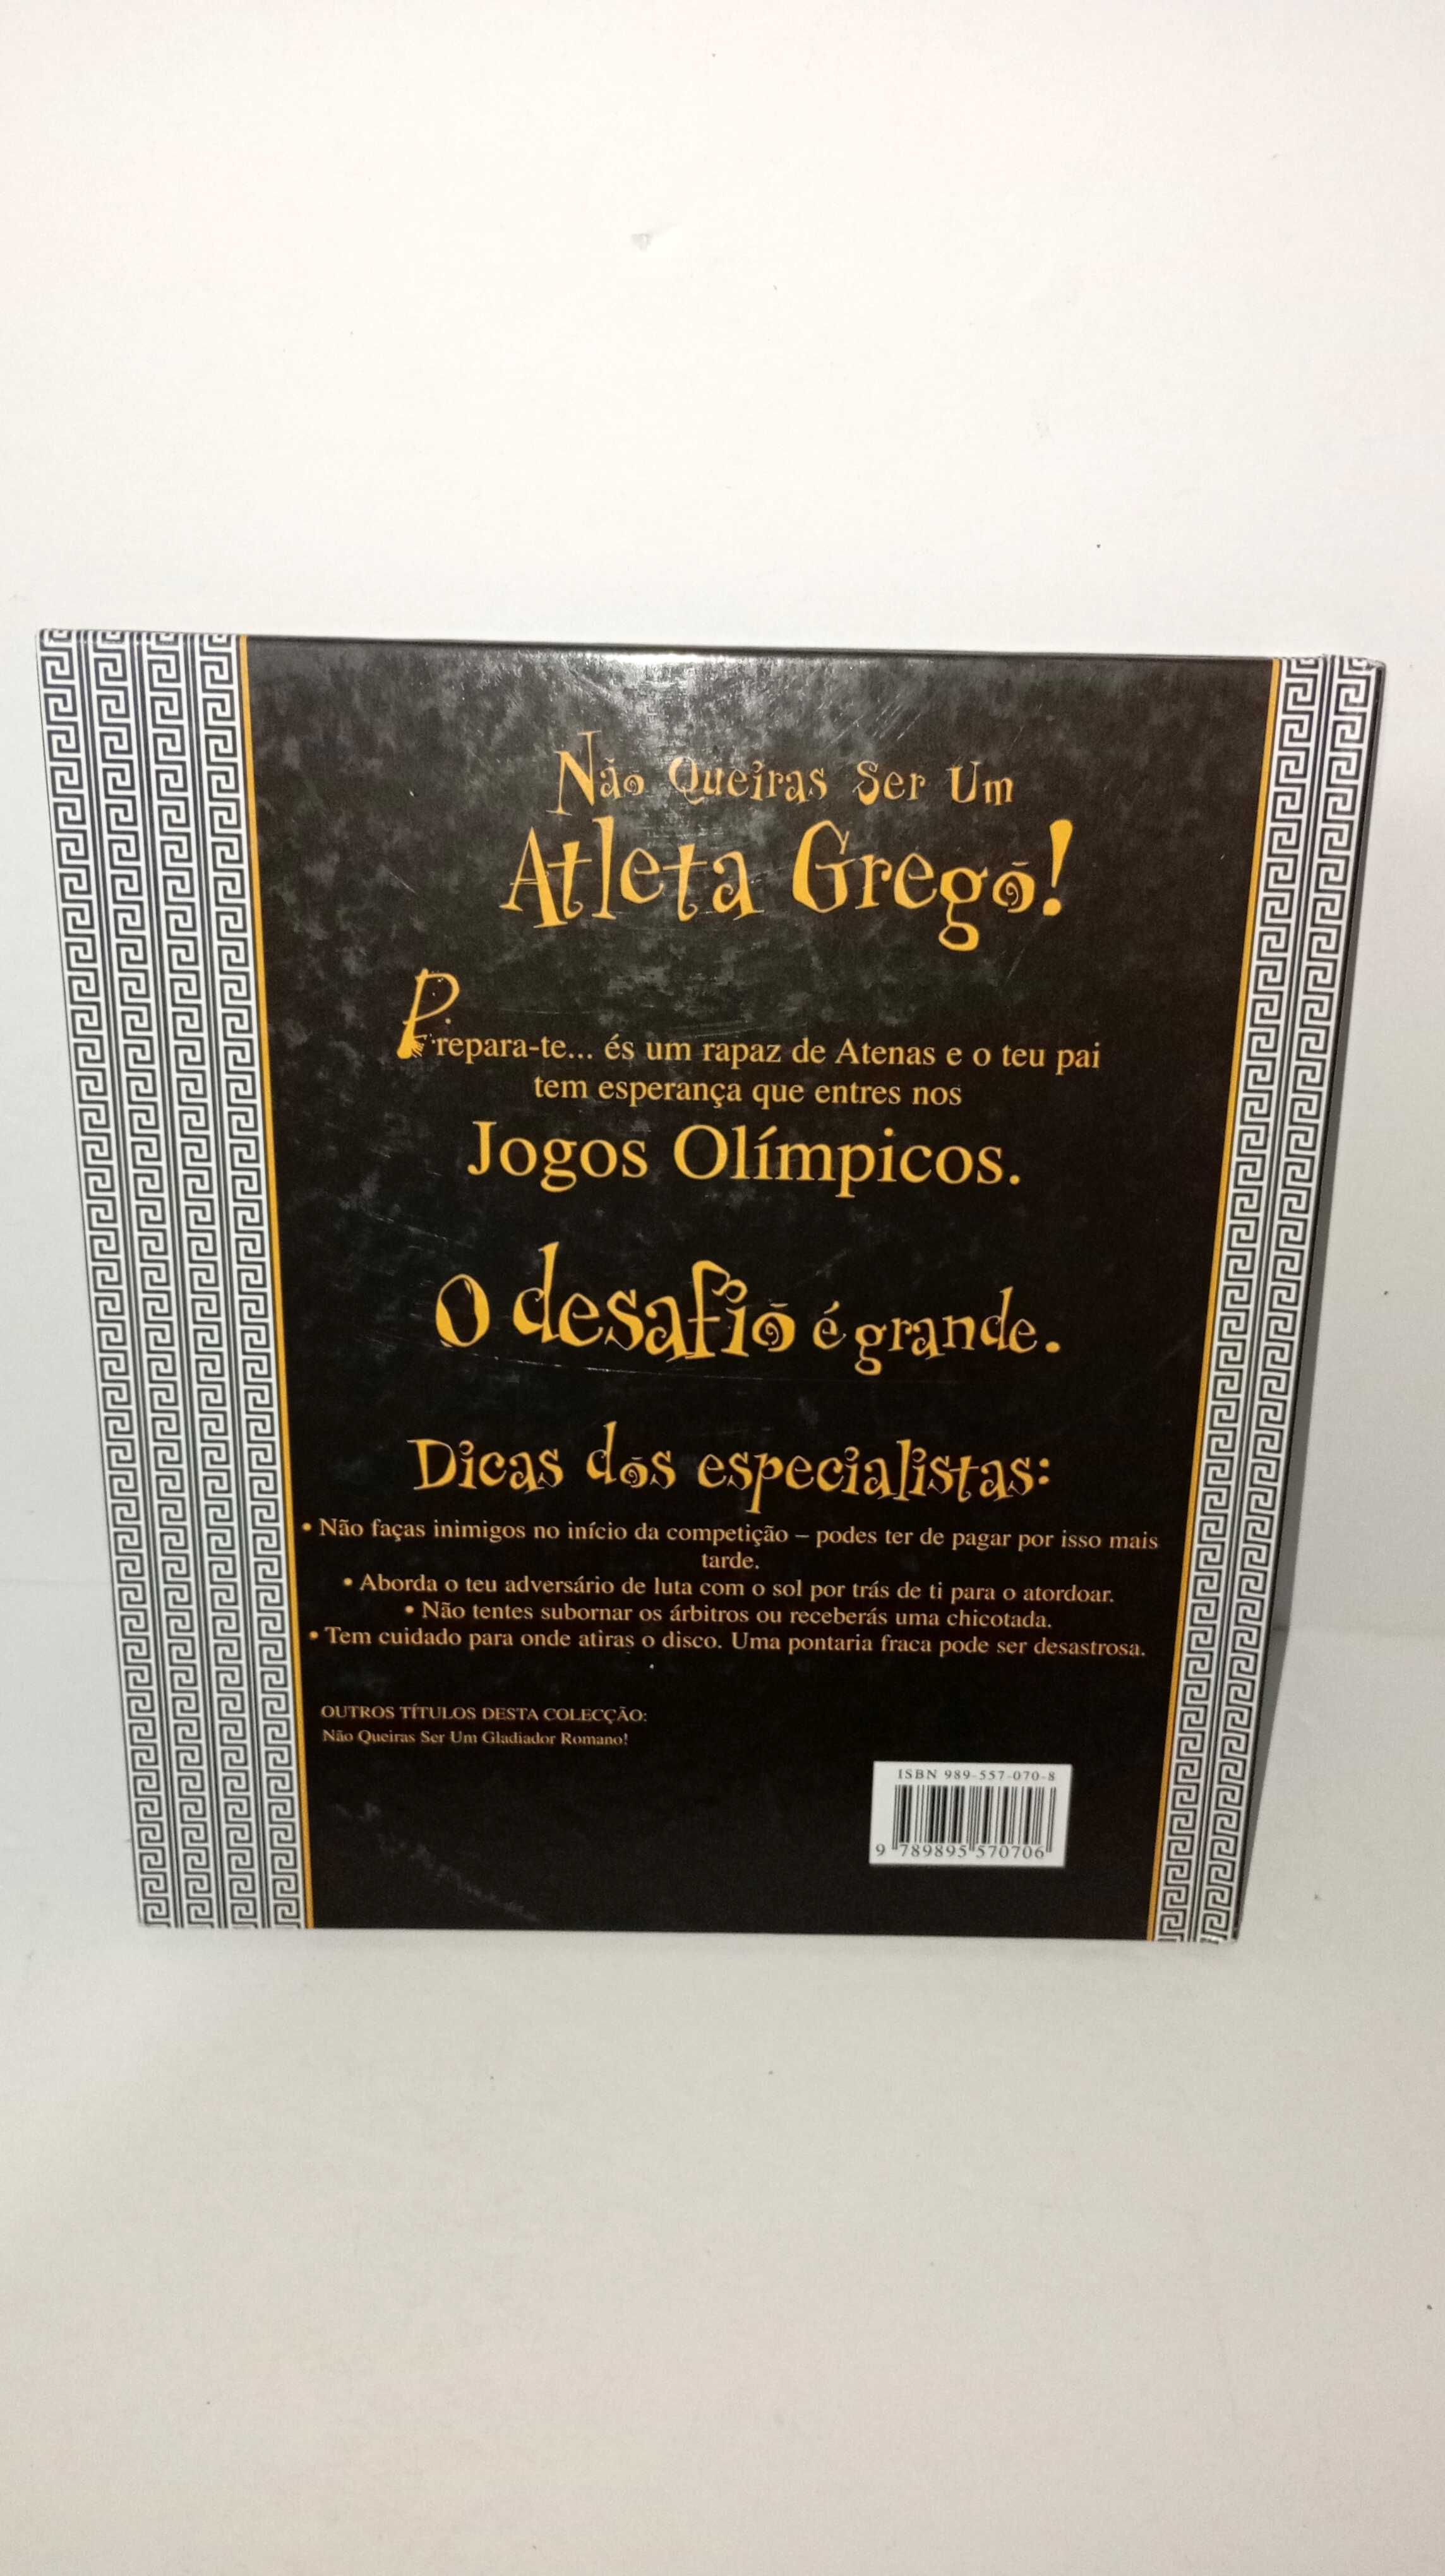 Não Queiras Ser Um
Atleta Grego!
Prepara-te... és um rapaz de Atenas e o teu pai
tem esperança que entres nos
Jogos Olímpicos.
O desafio é grande.
Dicas dos especialistas:
• Não faças inimigos no início da competição – podes ter de pagar por isso mais
tarde.
• Aborda o teu adversário de luta com o sol por trás de ti para o atordoar.
• Não tentes subornar os árbitros ou receberás uma chicotada.
• Tem cuidado para onde atiras o disco. Uma pontaria fraca pode ser desastrosa.
OUTROS TÍTULOS DESTA COLECÇÃO:
Não Queiras Ser Um Gladiador Romano!
ISBN 989-557-070-8
9 789895 570706